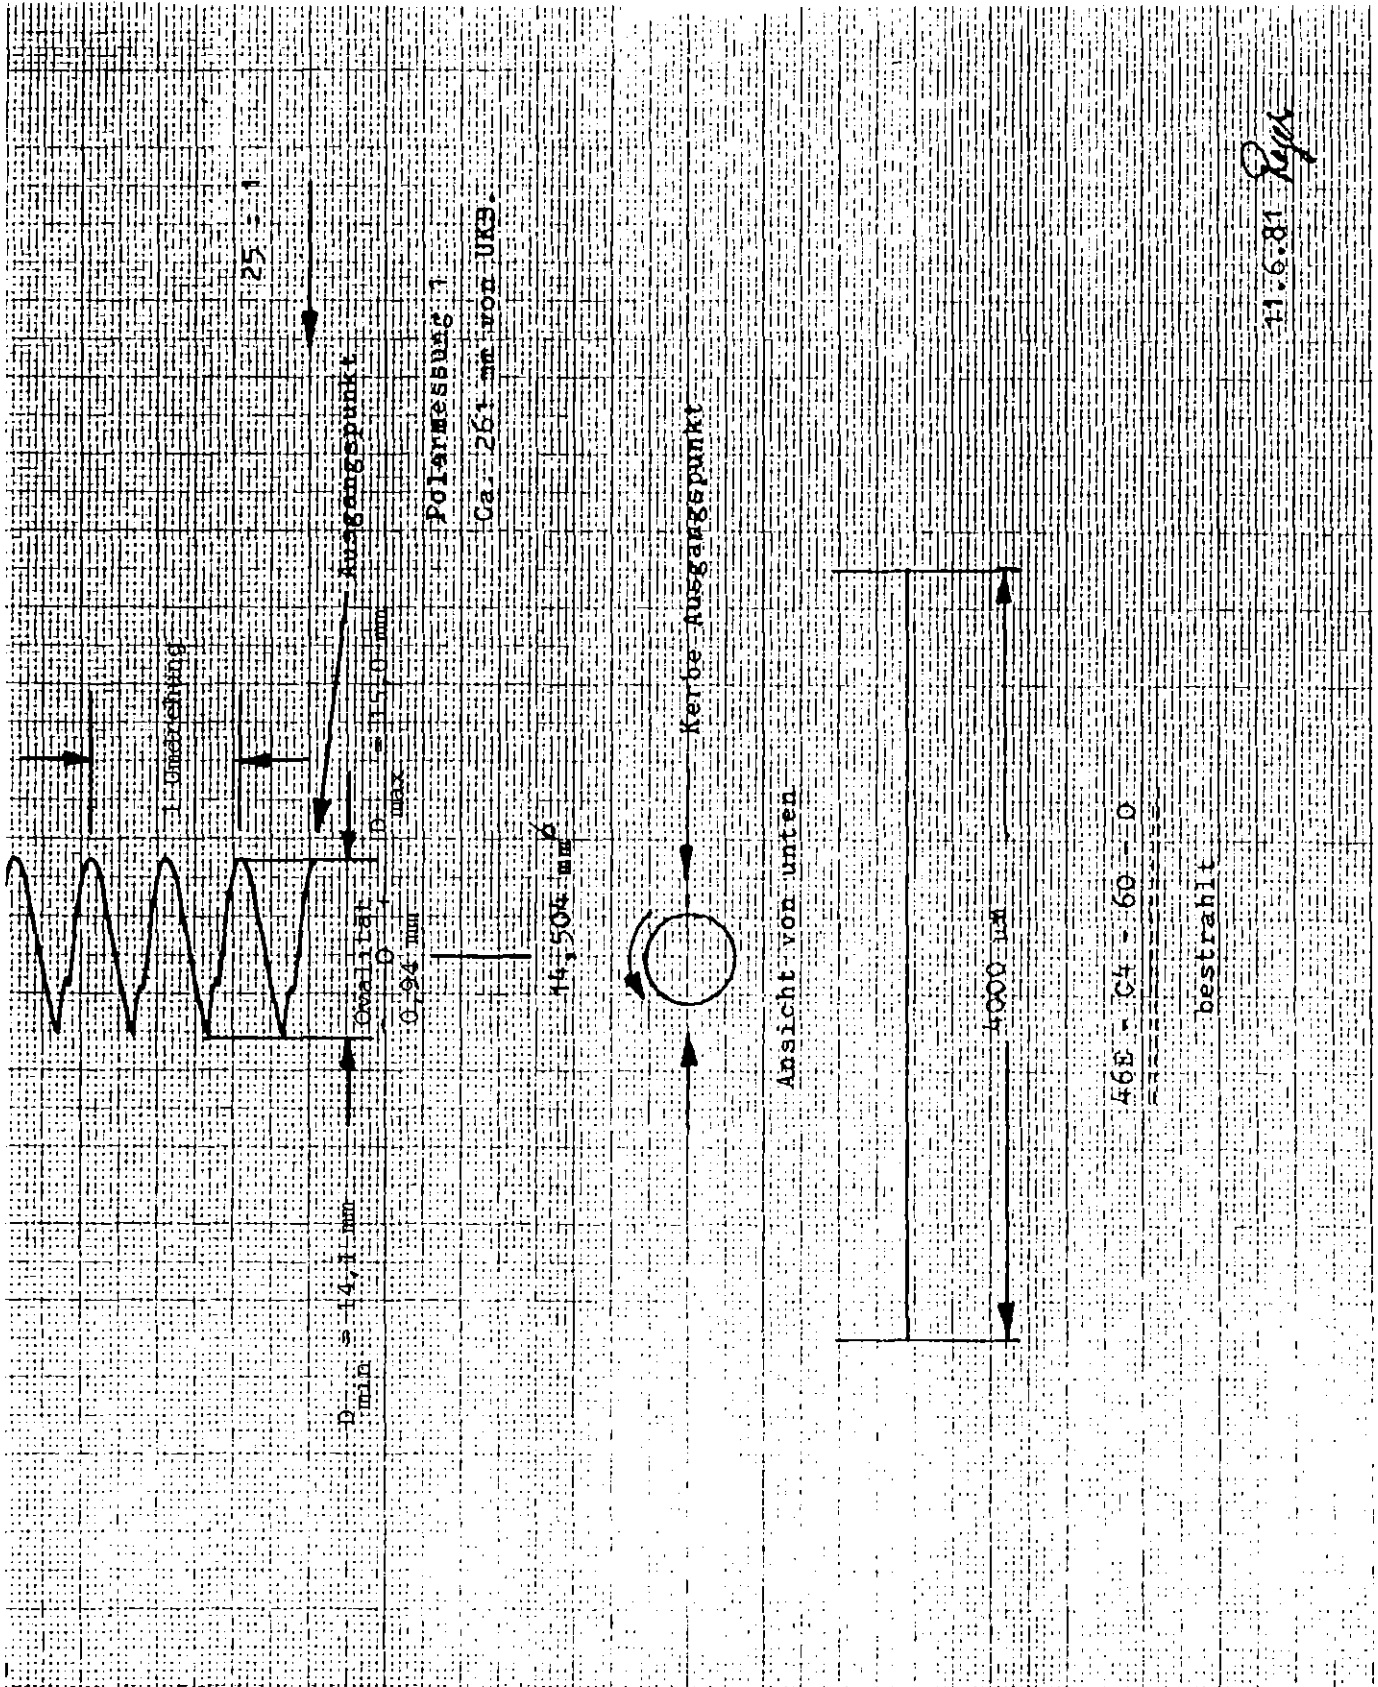 25 : 1
1 Umdrehung
Ausgangspunkt
D min = 14,1 mm
D max = 15,0 mm
Ovalität
D
0,94 mm
Polarmessung 1
Ca. 261 mm von UKB.
14,504 mm ø
Kerbe Ausgangspunkt
Ansicht von unten
4000 µm
46E - C4 - 60 - 0
bestrahlt
11.6.81